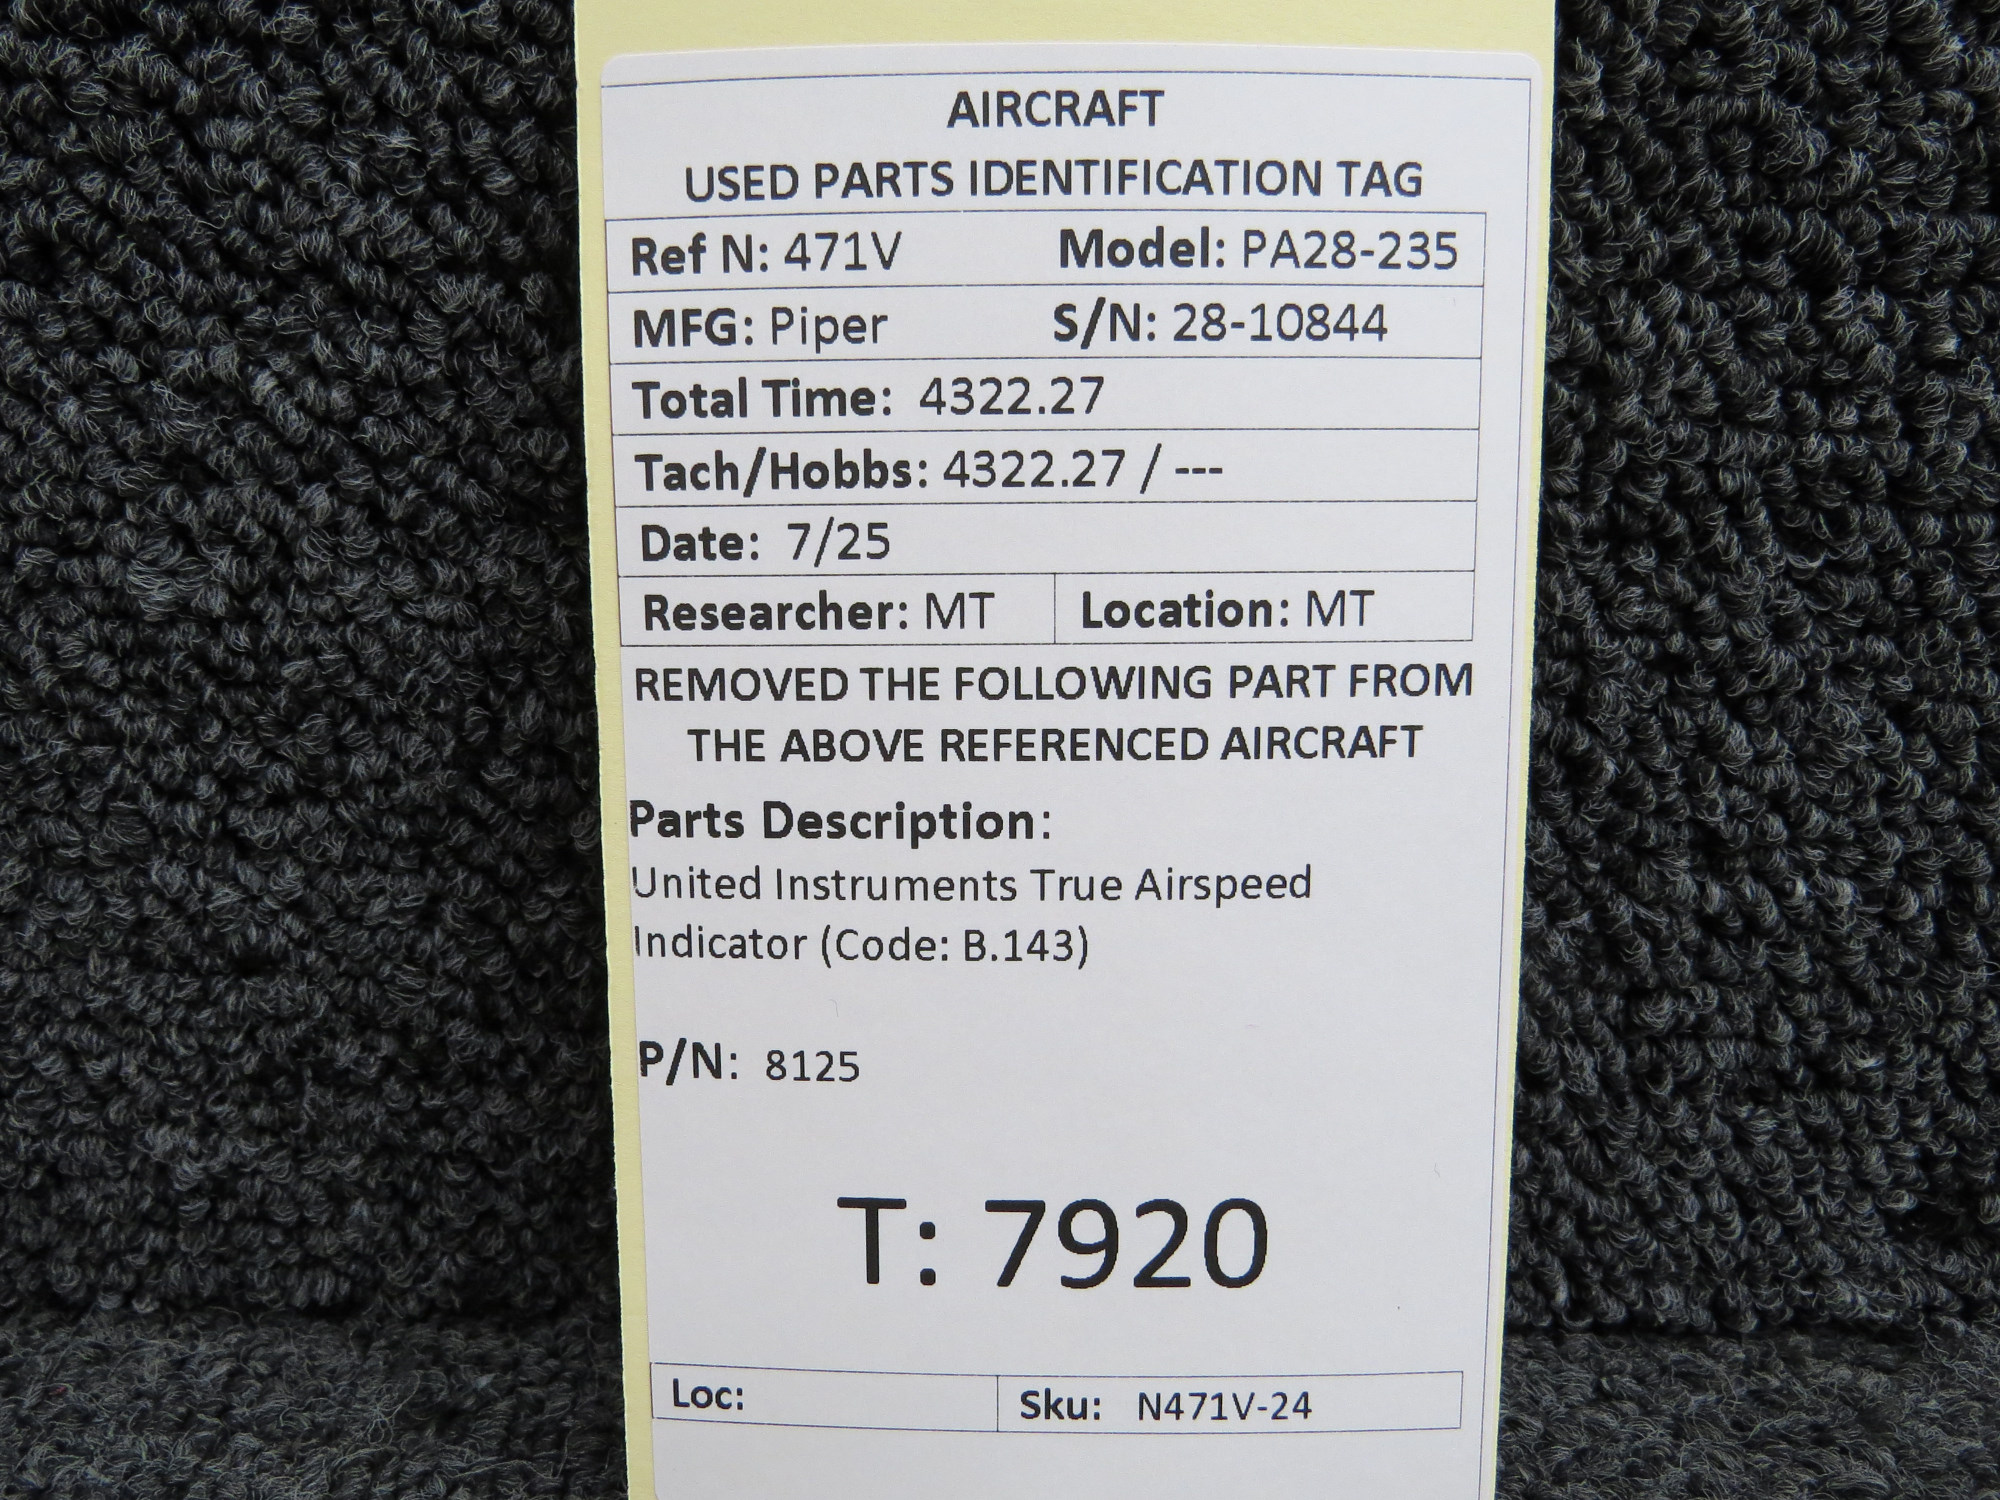 AIRCRAFT
USED PARTS IDENTIFICATION TAG
Ref N: 471V Model: PA28-235
MFG: Piper S/N: 28-10844
Total Time: 4322.27
Tach/Hobbs: 4322.27 / ---
Date: 7/25
Researcher: MT Location: MT
REMOVED THE FOLLOWING PART FROM
THE ABOVE REFERENCED AIRCRAFT
Parts Description:
United Instruments True Airspeed
Indicator (Code: B.143)
P/N: 8125
T: 7920
Loc: Sku: N471V-24